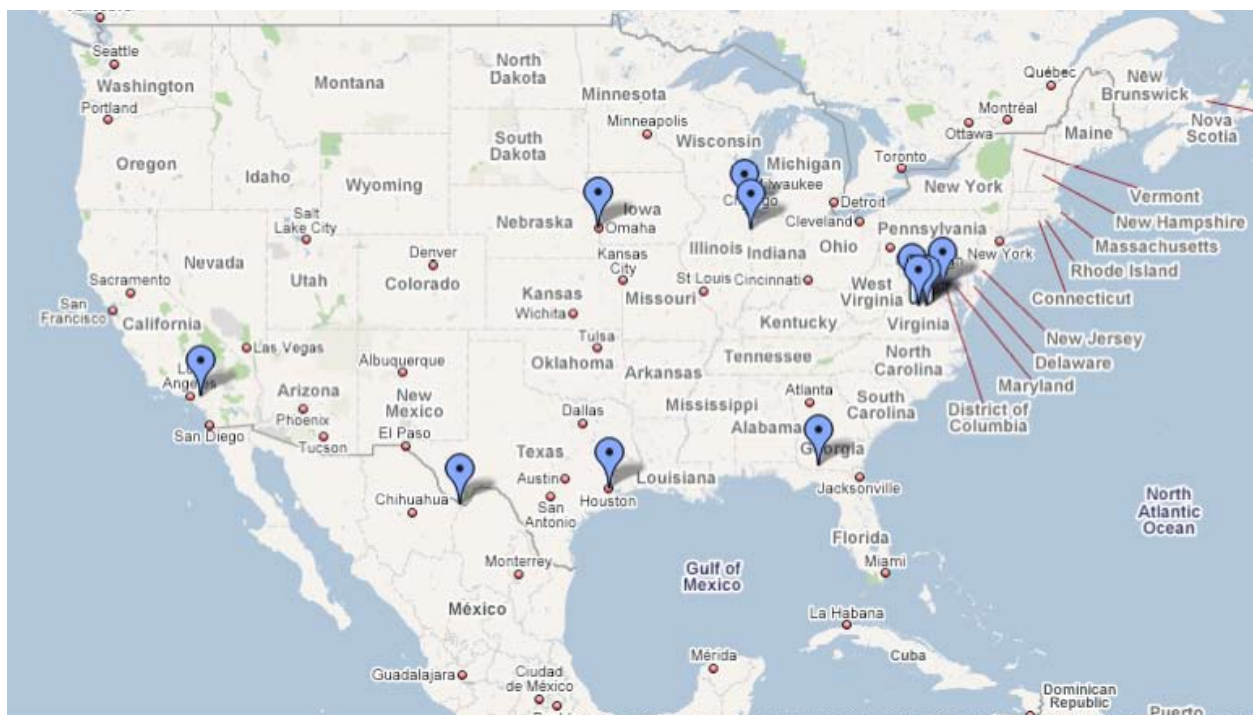 Québec
New
Brunswick
Seattle
North
Dakota
Washington
Montana
Minnesota
Montréal
Nova
Scotia
Portland
Minneapolis
Ottawa
Maine
South
Dakota
Wisconsin
Oregon
Idaho
Wyoming
Michigan
Toronto
New York
Vermont
Nebraska
Iowa
Omaha
Detroit
Cleveland
New Hampshire
Salt
Lake City
Pennsylvania
Massachusetts
Nevada
Denver
Kansas
City
Illinois
Indiana
Ohio
New York
Rhode Island
Sacramento
Utah
Colorado
St Louis
Cincinnati
West
Virginia
Connecticut
San
Francisco
California
Kansas
Missouri
Wichita
Kentucky
Virginia
New Jersey
Las Vegas
Albuquerque
Tulsa
Oklahoma
Tennessee
North
Carolina
Delaware
Arkansas
Maryland
Angeles
Arizona
New
Mexico
Atlanta
South
Carolina
District of
Columbia
Phoenix
Dallas
Mississippi
Alabama
San Diego
Tucson
El Paso
Texas
Georgia
Chihuahua
Austin
Louisiana
Jacksonville
San
Antonio
Houston
North
Atlantic
Ocean
Florida
Monterrey
Gulf of
Mexico
Miami
México
La Habana
Guadalajara
Mérida
Cuba
Ciudad
de México
Dominican
Republic